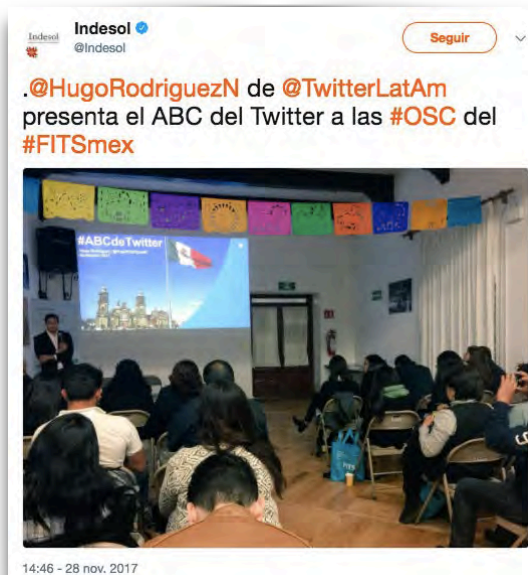 Indesol
Indesol
@Indesol
Seguir
.@HugoRodriguezN de @TwitterLatAm
presenta el ABC del Twitter a las #OSC del
#FITSmex
#ABCdeTwitter
14:46 - 28 nov. 2017